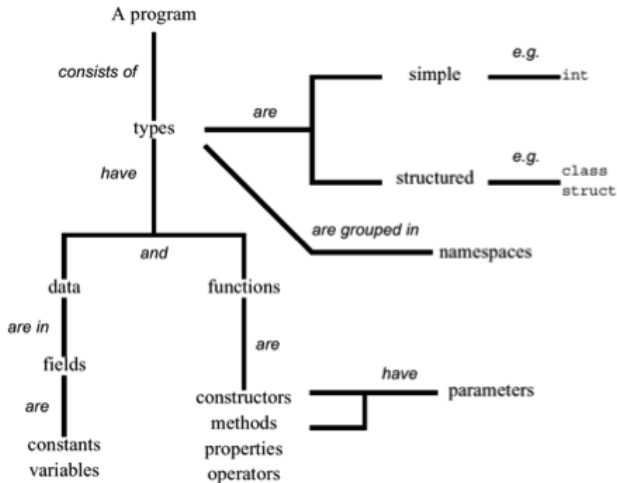 A program
consists of
e.g.
simple
int
are
types
e.g.
have
structured
class
struct
are grouped in
and
namespaces
data
functions
are in
are
fields
have
are
constructors
parameters
methods
constants
properties
variables
operators